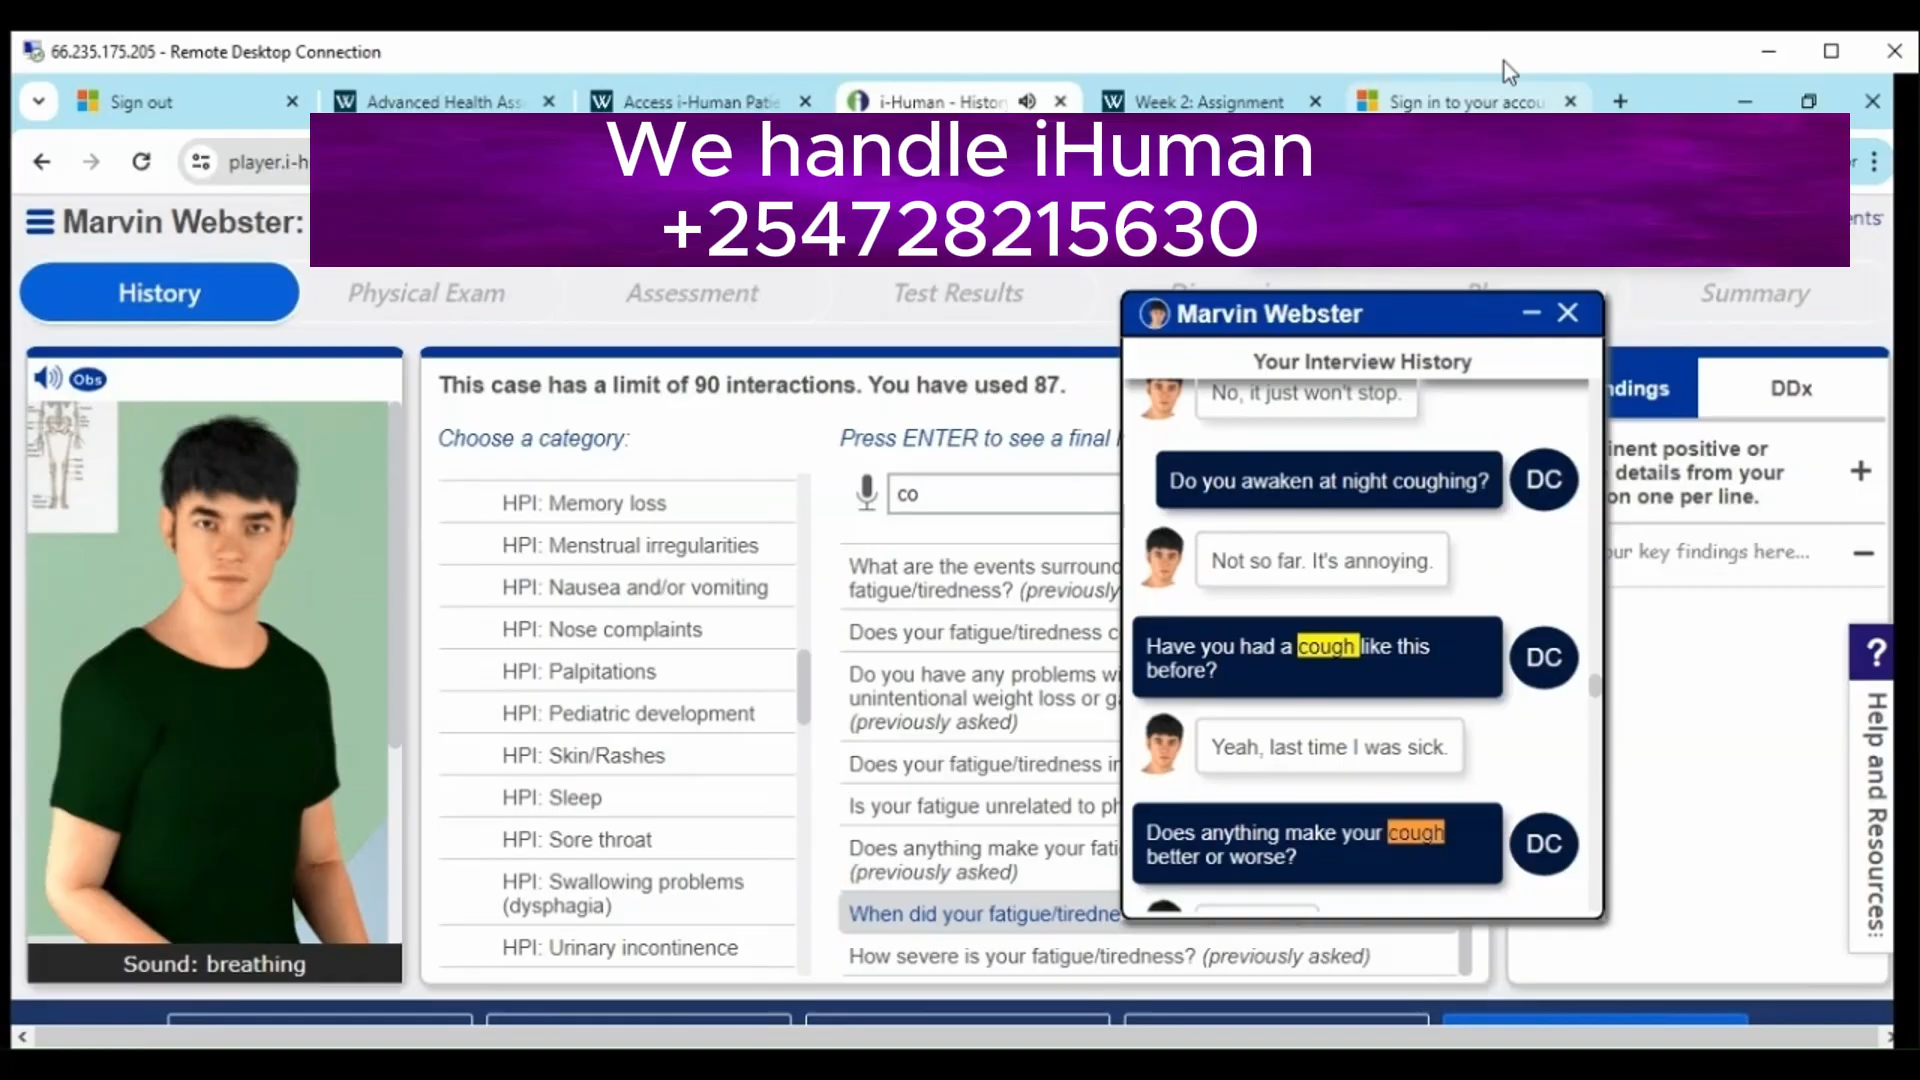 66.235.175.205 - Remote Desktop Connection
Sign out
Advanced Health Ass
Access i-Human Patie
i-Human - Histor
Week 2: Assignment
Sign in to your accou
We handle iHuman
+254728215630
player.i-h
Marvin Webster:
History
Physical Exam
Assessment
Test Results
Summary
Obs
Sound: breathing
This case has a limit of 90 interactions. You have used 87.
Choose a category:
HPI: Memory loss
HPI: Menstrual irregularities
HPI: Nausea and/or vomiting
HPI: Nose complaints
HPI: Palpitations
HPI: Pediatric development
HPI: Skin/Rashes
HPI: Sleep
HPI: Sore throat
HPI: Swallowing problems
(dysphagia)
HPI: Urinary incontinence
Press ENTER to see a final
co
What are the events surround
fatigue/tiredness? (previously
Does your fatigue/tiredness c
Do you have any problems wi
unintentional weight loss or ga
(previously asked)
Does your fatigue/tiredness in
Is your fatigue unrelated to ph
Does anything make your fati
(previously asked)
When did your fatigue/tiredne
How severe is your fatigue/tiredness? (previously asked)
Marvin Webster
Your Interview History
No, it just won't stop.
Do you awaken at night coughing?
DC
Not so far. It's annoying.
Have you had a cough like this
before?
DC
Yeah, last time I was sick.
Does anything make your cough
better or worse?
DC
ndings
DDx
inent positive or
details from your
on one per line.
our key findings here...
?
Help and Resources: